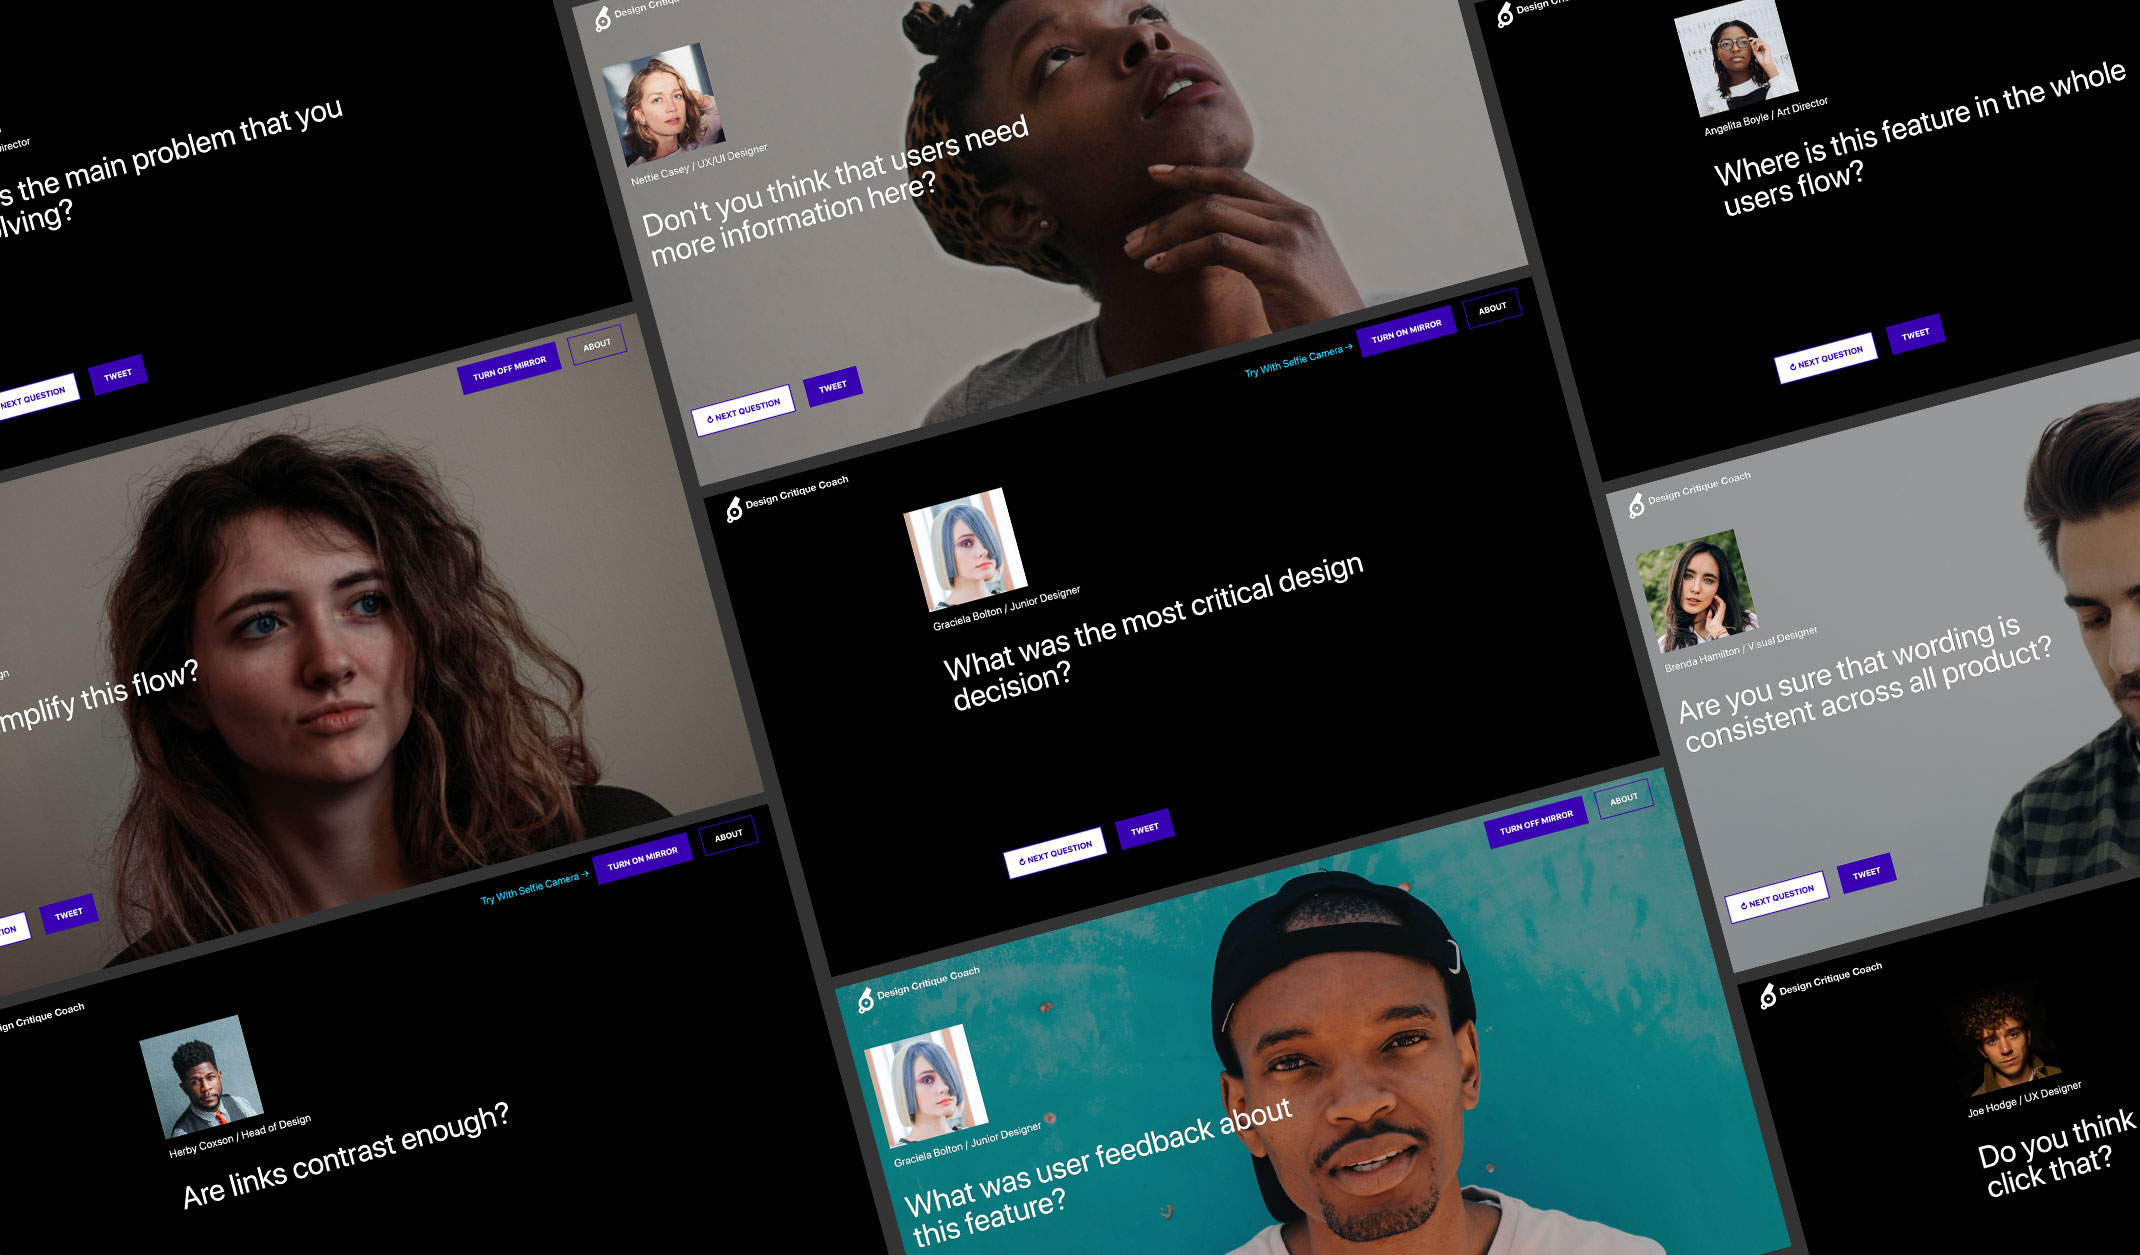 irector
s the main problem that you
lving?
NEXT QUESTION
TWEET
Design Critique
Nettie Casey / UX/UI Designer
Don't you think that users need
more information here?
↻ NEXT QUESTION
TWEET
Design
Angelita Boyle / Art Director
Where is this feature in the whole
users flow?
↻ NEXT QUESTION
TWEET
TURN OFF MIRROR
ABOUT
gn
mplify this flow?
ION
TWEET
Try With Selfie Camera →
TURN ON MIRROR
ABOUT
Design Critique Coach
Graciela Bolton / Junior Designer
What was the most critical design
decision?
↻ NEXT QUESTION
TWEET
Design Critique Coach
Brenda Hamilton / Visual Designer
Are you sure that wording is
consistent across all product?
↻ NEXT QUESTION
TWEET
Try With Selfie Camera →
TURN ON MIRROR
ABOUT
ign Critique Coach
Herby Coxson / Head of Design
Are links contrast enough?
TURN OFF MIRROR
ABOUT
Design Critique Coach
Graciela Bolton / Junior Designer
What was user feedback about
this feature?
Design Critique Coach
Joe Hodge / UX Designer
Do you think
click that?